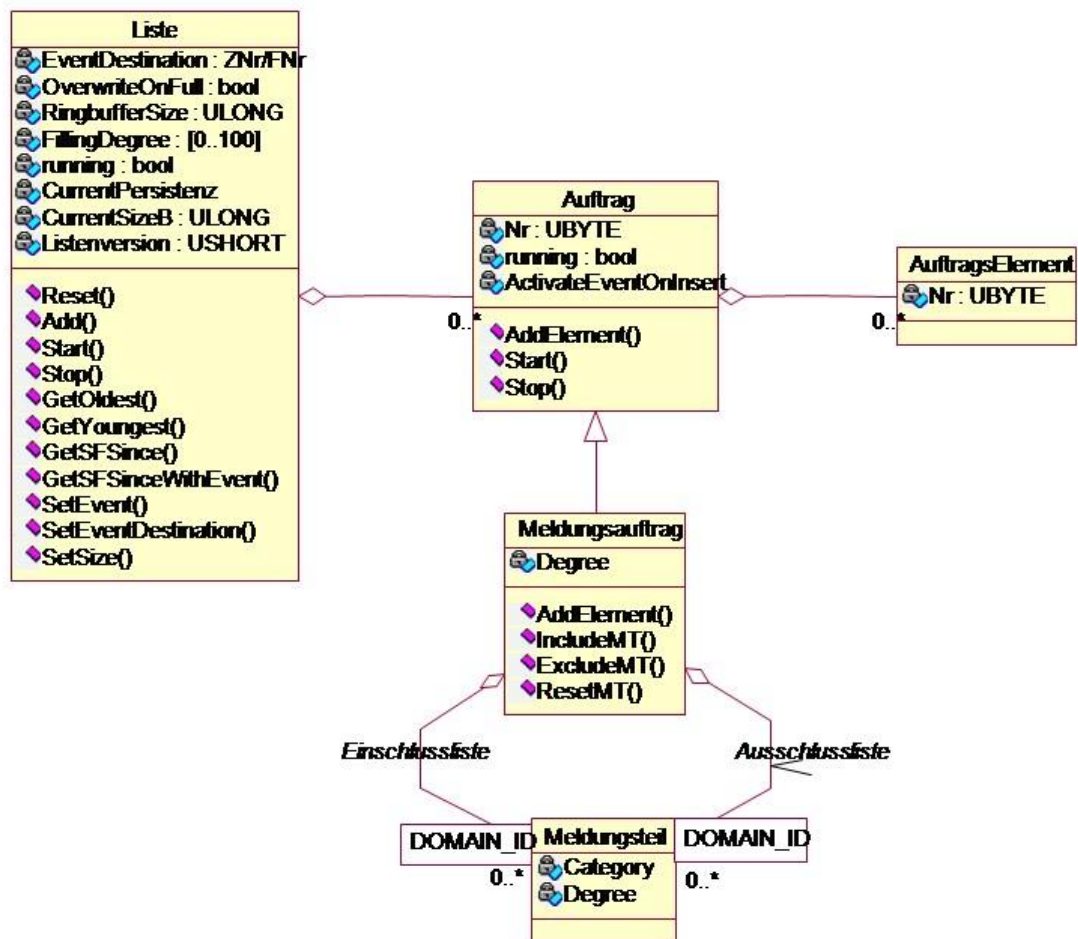 Liste
EventDestination : ZNr/FNr
OverwriteOnFull : bool
RingbufferSize : ULONG
FillingDegree : [0..100]
running : bool
CurrentPersistenz
CurrentSizeB : ULONG
Listenversion : USHORT
Reset()
Add()
Start()
Stop()
GetOldest()
GetYoungest()
GetSFSince()
GetSFSinceWithEvent()
SetEvent()
SetEventDestination()
SetSize()
0..*
Auftrag
Nr : UBYTE
running : bool
ActivateEventOnInsert
AddElement()
Start()
Stop()
0..*
AuftragsElement
Nr : UBYTE
Meldungsauftrag
Degree
AddElement()
IncludeMT()
ExcludeMT()
ResetMT()
Einschlussliste
Ausschlussliste
DOMAIN_ID
0..*
Meldungsteil
Category
Degree
DOMAIN_ID
0..*